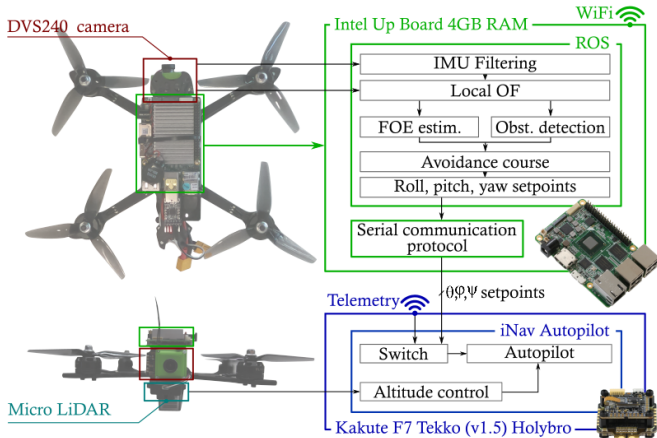 DVS240 camera
WiFi
Intel Up Board 4GB RAM
ROS
IMU Filtering
Local OF
FOE estim.
Obst. detection
Avoidance course
Roll, pitch, yaw setpoints
Serial communication
protocol
θ,φ,ψ setpoints
Telemetry
iNav Autopilot
Switch
Autopilot
Altitude control
Micro LiDAR
Kakute F7 Tekko (v1.5) Holybro